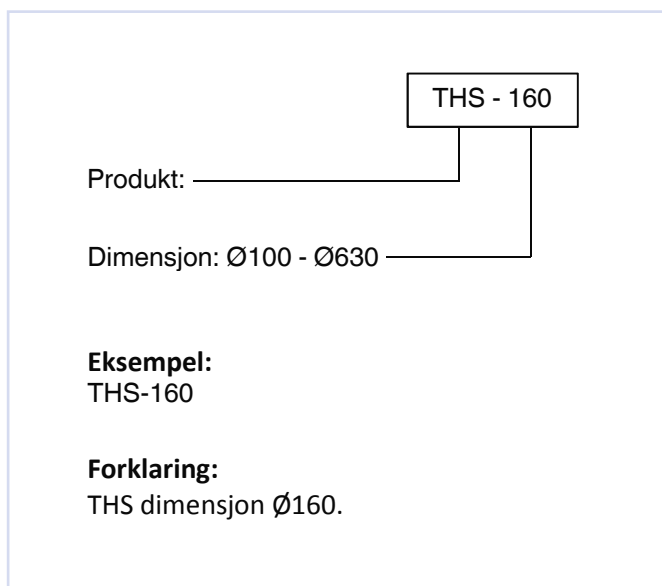 THS - 160
Produkt:
Dimensjon: Ø100 - Ø630
Eksempel:
THS-160
Forklaring:
THS dimensjon Ø160.